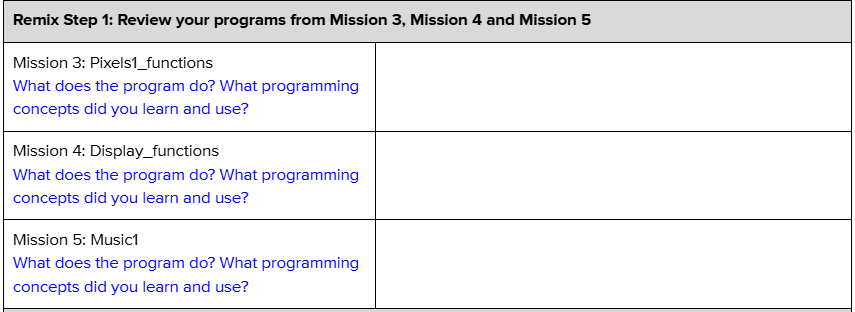 Remix Step 1: Review your programs from Mission 3, Mission 4 and Mission 5
Mission 3: Pixels1_functions
What does the program do? What programming
concepts did you learn and use?
Mission 4: Display_functions
What does the program do? What programming
concepts did you learn and use?
Mission 5: Music1
What does the program do? What programming
concepts did you learn and use?